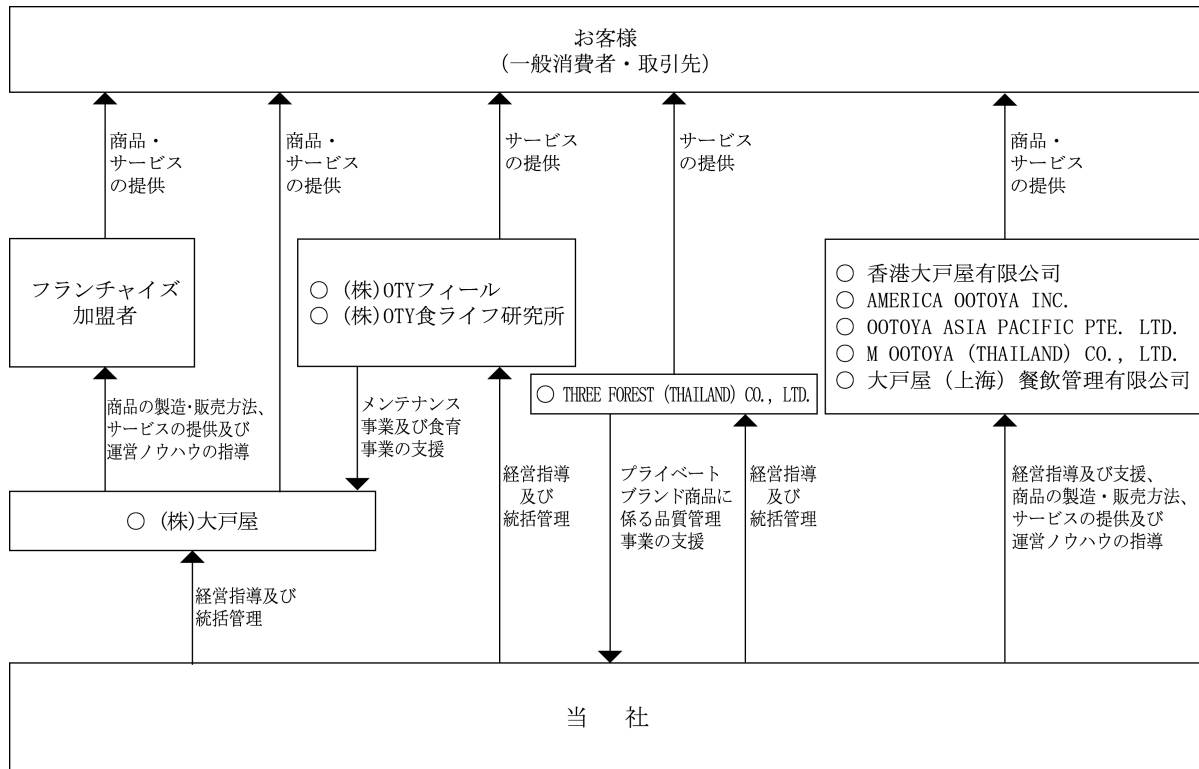 お客様
(一般消費者・取引先)
商品・
サービス
の提供
商品・
サービス
の提供
サービス
の提供
サービス
の提供
商品・
サービス
の提供
フランチャイズ
加盟者
○ (株)OTYフィール
○ (株)OTY食ライフ研究所
○ 香港大戸屋有限公司
○ AMERICA OOTOYA INC.
○ OOTOYA ASIA PACIFIC PTE. LTD.
○ M OOTOYA (THAILAND) CO., LTD.
○ 大戸屋(上海)餐飲管理有限公司
○ THREE FOREST (THAILAND) CO., LTD.
商品の製造・販売方法、
サービスの提供及び
運営ノウハウの指導
メンテナンス
事業及び食育
事業の支援
経営指導
及び
統括管理
プライベート
ブランド商品に
係る品質管理
事業の支援
経営指導
及び
統括管理
経営指導及び支援、
商品の製造・販売方法、
サービスの提供及び
運営ノウハウの指導
○ (株)大戸屋
経営指導及び
統括管理
当 社